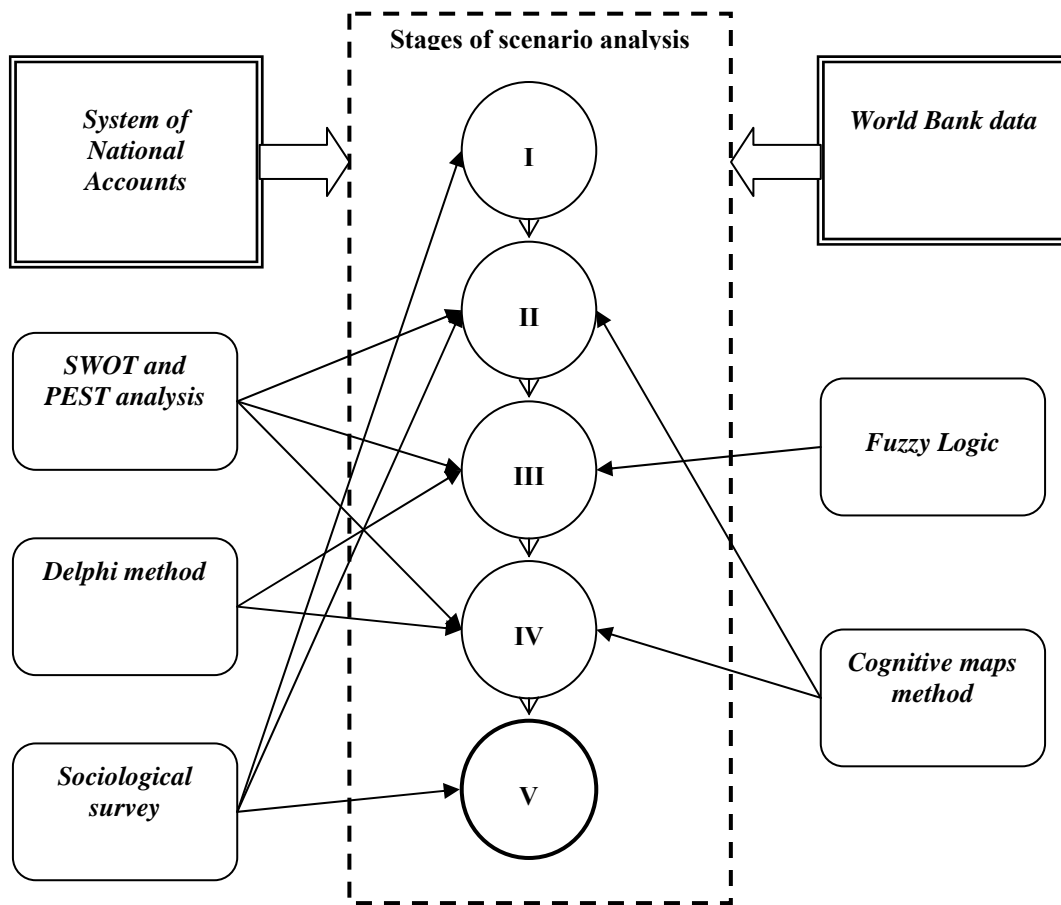 Stages of scenario analysis
System of
National
Accounts
World Bank data
I
II
SWOT and
PEST analysis
III
Fuzzy Logic
Delphi method
IV
Cognitive maps
method
Sociological
survey
V